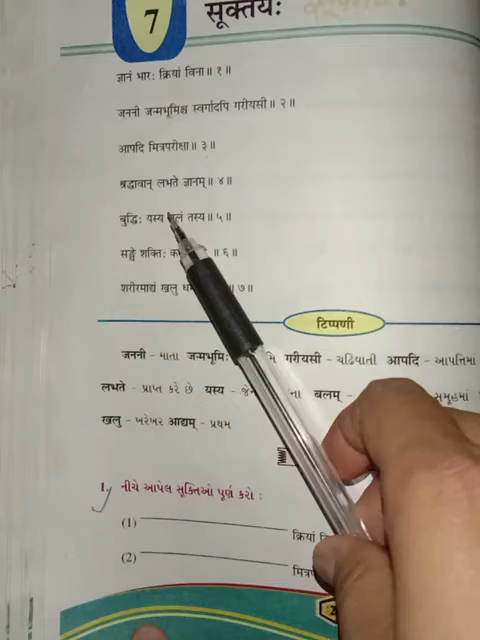 7
सूक्तयः
ज्ञानं भारः क्रियां विना॥ १॥
जननी जन्मभूमिश्च स्वर्गादपि गरीयसी॥ २॥
आपदि मित्रपरीक्षा॥ ३॥
श्रद्धावान् लभते ज्ञानम्॥ ४॥
बुद्धिः यस्य तस्य॥ ५॥
सङ्घे शक्तिः ॥ ६॥
शरीरमाद्यं खलु ॥ ७॥
टिप्पणी
जननी - માતા जन्मभूमिः गरीयसी - ચઢિયાતી आपदि - આપત્તિમાં
लभते - પ્રાપ્ત કરે છે यस्य - बलम् - સમૂહમાં
खलु - ખરેખર आद्यम् - પ્રથમ
1. નીચે આપેલ સૂક્તિઓ પૂર્ણ કરો :
(1) क्रियां
(2)